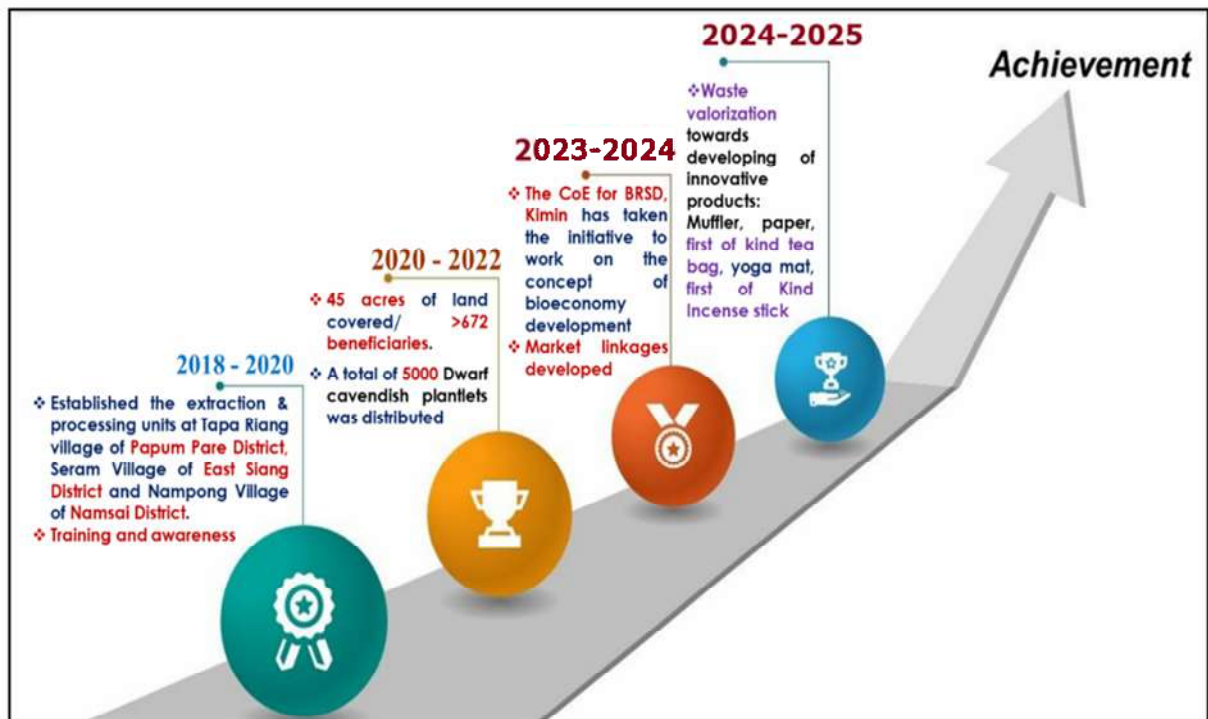 2018 - 2020
❖ Established the extraction &
processing units at Tapa Riang
village of Papum Pare District,
Seram Village of East Siang
District and Nampong Village
of Namsai District.
❖ Training and awareness
2020 - 2022
❖ 45 acres of land
covered/ >672
beneficiaries.
❖ A total of 5000 Dwarf
cavendish plantlets
was distributed
2023-2024
❖ The CoE for BRSD,
Kimin has taken
the initiative to
work on the
concept of
bioeconomy
development
❖ Market linkages
developed
2024-2025
❖Waste
valorization
towards
developing of
innovative
products:
Muffler, paper,
first of kind tea
bag, yoga mat,
first of Kind
Incense stick
Achievement